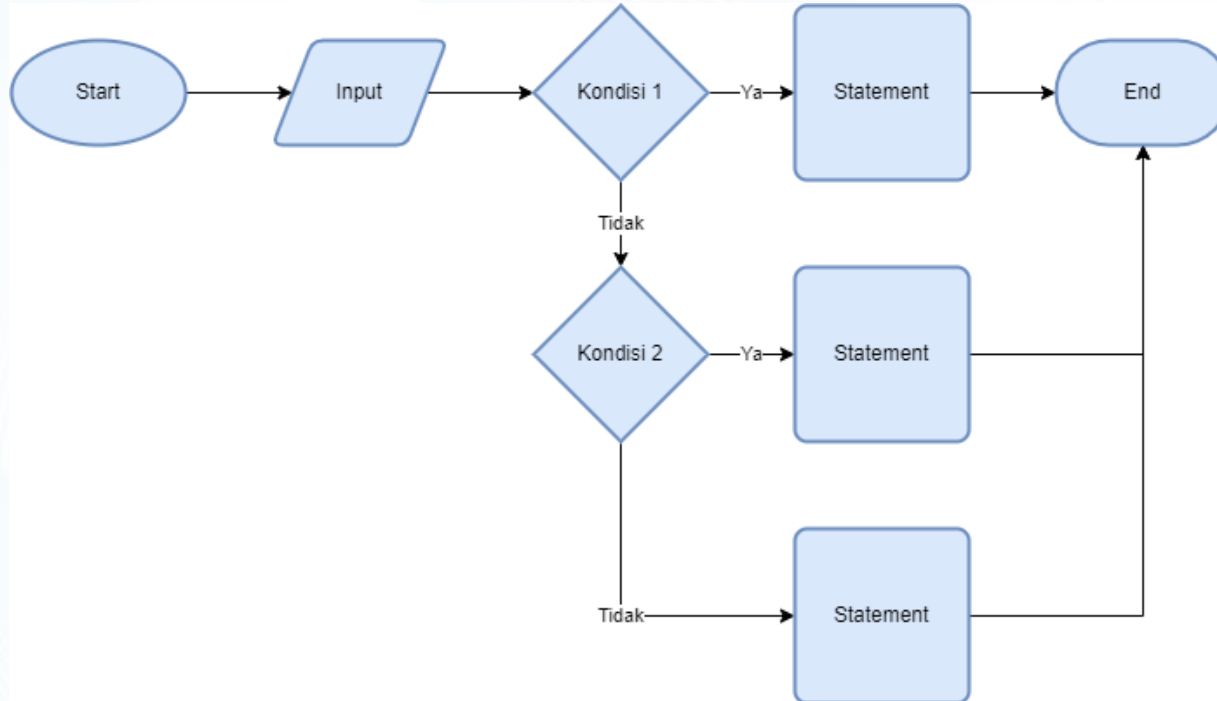 Start
Input
Kondisi 1
Ya
Statement
End
Tidak
Kondisi 2
Ya
Statement
Tidak
Statement